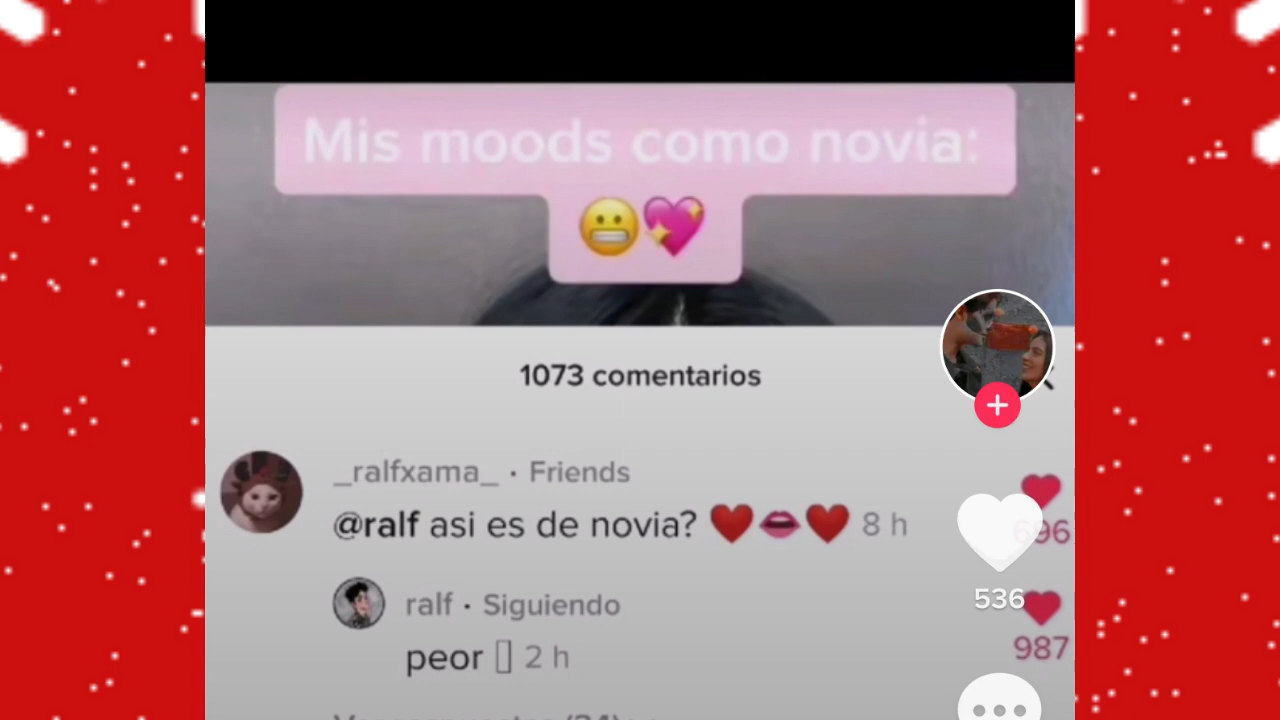 Mis moods como novia:
😬💖
1073 comentarios
_ralfxama_ · Friends
@ralf asi es de novia? ❤️👄❤️ 8 h
696
536
ralf · Siguiendo
peor 2 h
987